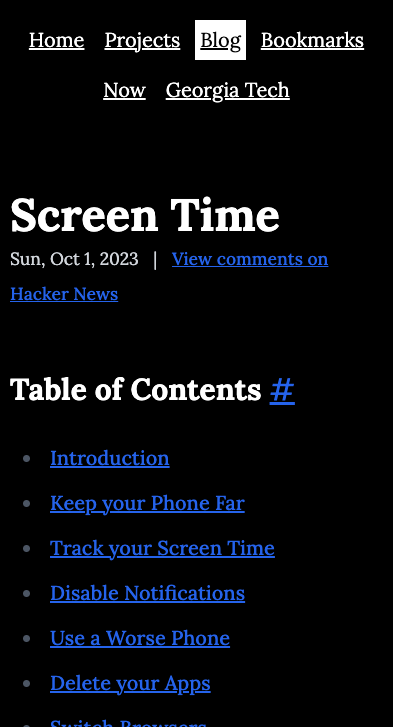 Home Projects Blog Bookmarks
Now Georgia Tech
Screen Time
Sun, Oct 1, 2023 | View comments on
Hacker News
Table of Contents #
Introduction
Keep your Phone Far
Track your Screen Time
Disable Notifications
Use a Worse Phone
Delete your Apps
Switch Browsers